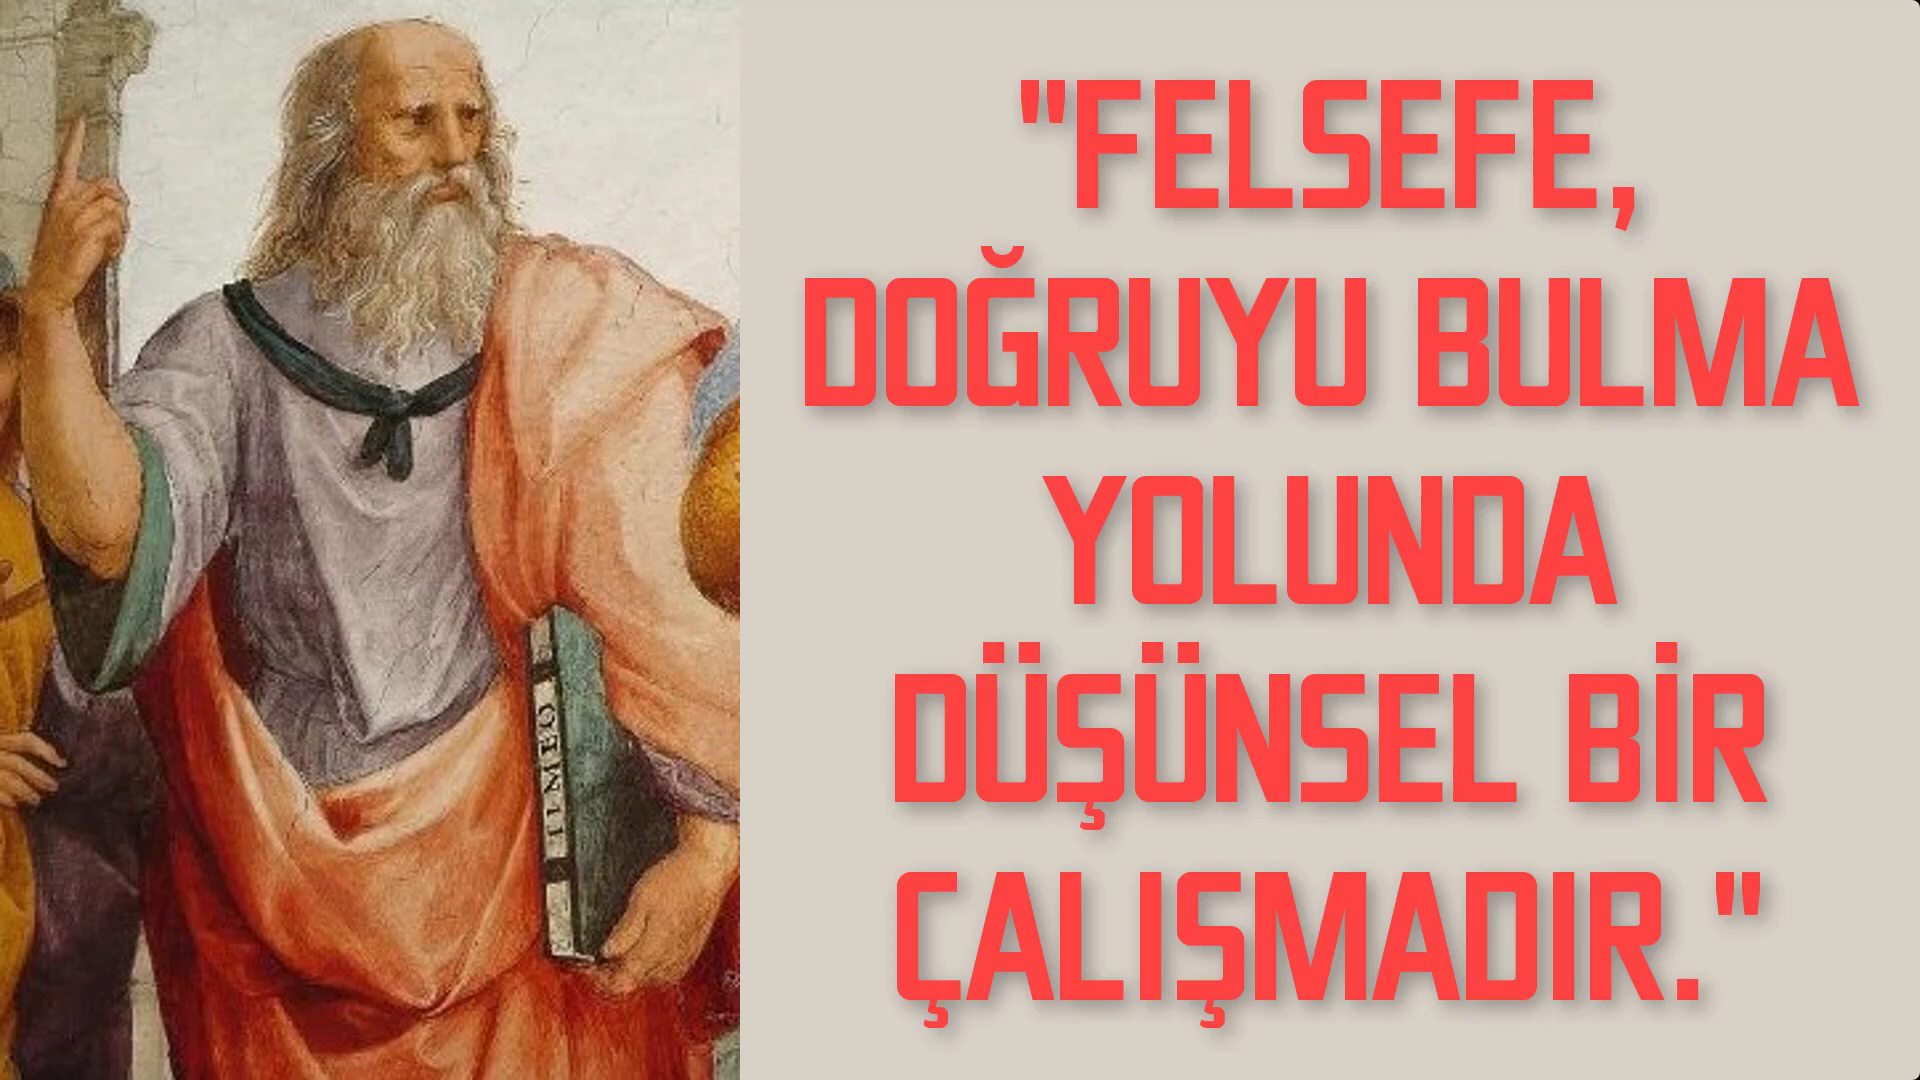 "FELSEFE,
DOĞRUYU BULMA
YOLUNDA
DÜŞÜNSEL BİR
ÇALIŞMADIR."
TIMEO